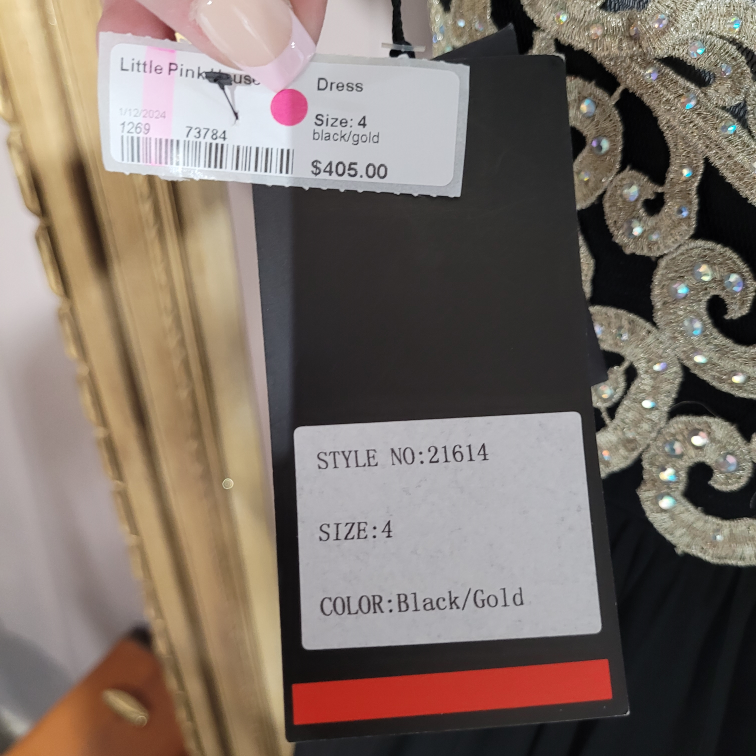 Little Pink House
Dress
1/12/2024
Size: 4
1269 73784
black/gold
$405.00
STYLE NO:21614
SIZE:4
COLOR:Black/Gold